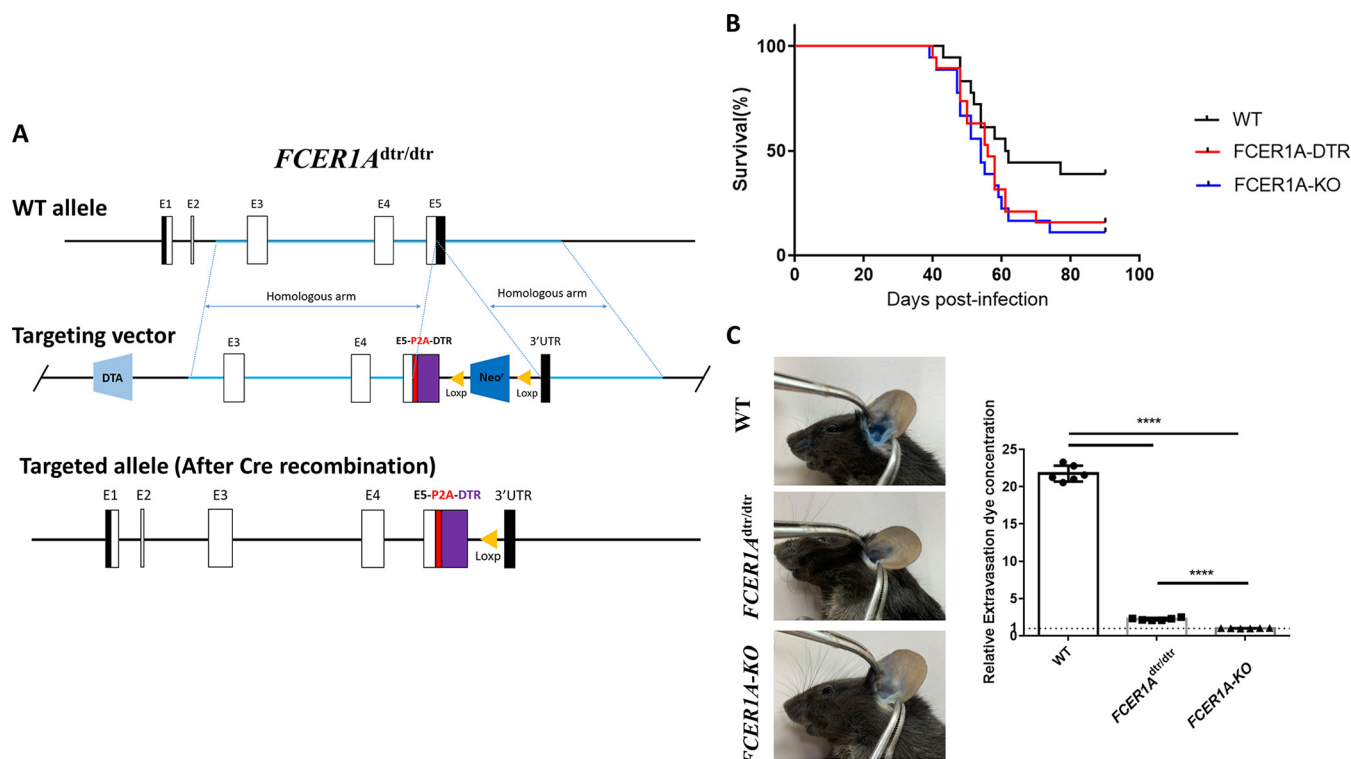 A
FCER1A^dtr/dtr
WT allele
E1 E2 E3 E4 E5
Homologous arm Homologous arm
Targeting vector
DTA E3 E4 E5-P2A-DTR Loxp Neo^r Loxp 3'UTR
Targeted allele (After Cre recombination)
E1 E2 E3 E4 E5-P2A-DTR Loxp 3'UTR
B
Survival(%)
100
50
0
0 20 40 60 80 100
Days post-infection
WT
FCER1A-DTR
FCER1A-KO
C
WT
FCER1A^dtr/dtr
FCER1A-KO
Relative Extravasation dye concentration
25
20
15
10
5
1
0
****
****
WT
FCER1A^dtr/dtr
FCER1A-KO